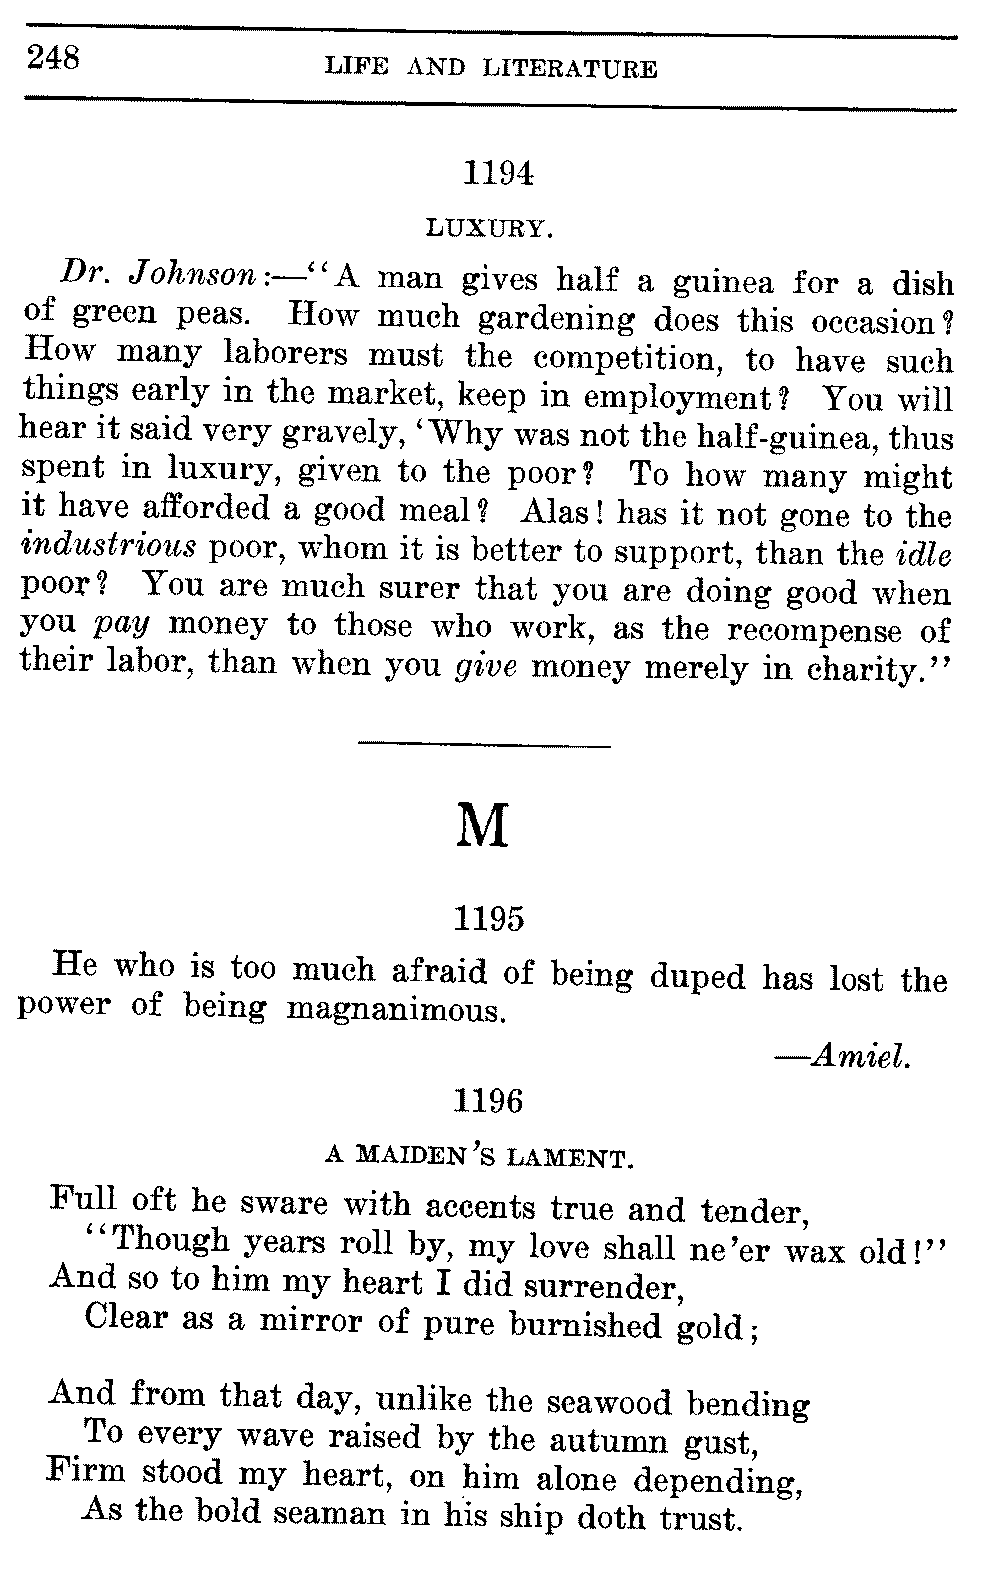 248
LIFE AND LITERATURE
1194
LUXURY.
Dr. Johnson:—“A man gives half a guinea for a dish
of green peas. How much gardening does this occasion?
How many laborers must the competition, to have such
things early in the market, keep in employment? You will
hear it said very gravely, ‘Why was not the half-guinea, thus
spent in luxury, given to the poor? To how many might
it have afforded a good meal? Alas! has it not gone to the
industrious poor, whom it is better to support, than the idle
poor? You are much surer that you are doing good when
you pay money to those who work, as the recompense of
their labor, than when you give money merely in charity.”
M
1195
He who is too much afraid of being duped has lost the
power of being magnanimous.
—Amiel.
1196
A MAIDEN’S LAMENT.
Full oft he sware with accents true and tender,
“Though years roll by, my love shall ne’er wax old!”
And so to him my heart I did surrender,
Clear as a mirror of pure burnished gold;
And from that day, unlike the seawood bending
To every wave raised by the autumn gust,
Firm stood my heart, on him alone depending,
As the bold seaman in his ship doth trust.